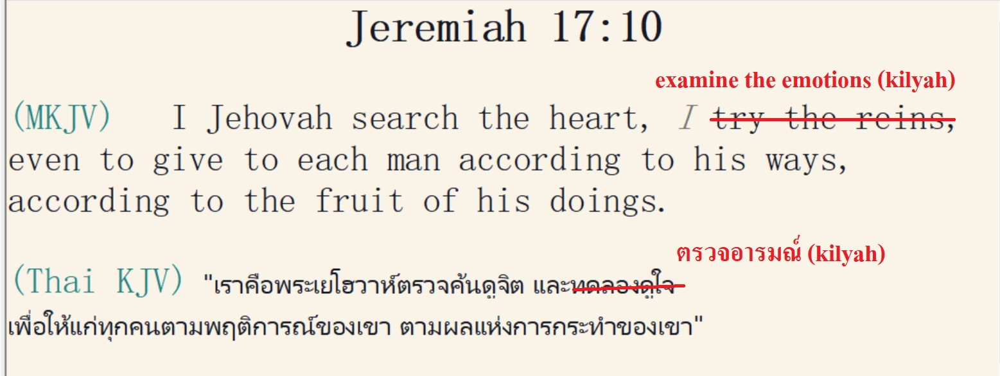 Jeremiah 17:10
examine the emotions (kilyah)
(MKJV) I Jehovah search the heart, I try the reins,
even to give to each man according to his ways,
according to the fruit of his doings.
ตรวจอารมณ์ (kilyah)
(Thai KJV) "เราคือพระเยโฮวาห์ตรวจค้นดูจิต และทดลองดูใจ
เพื่อให้แก่ทุกคนตามพฤติการณ์ของเขา ตามผลแห่งการกระทำของเขา"